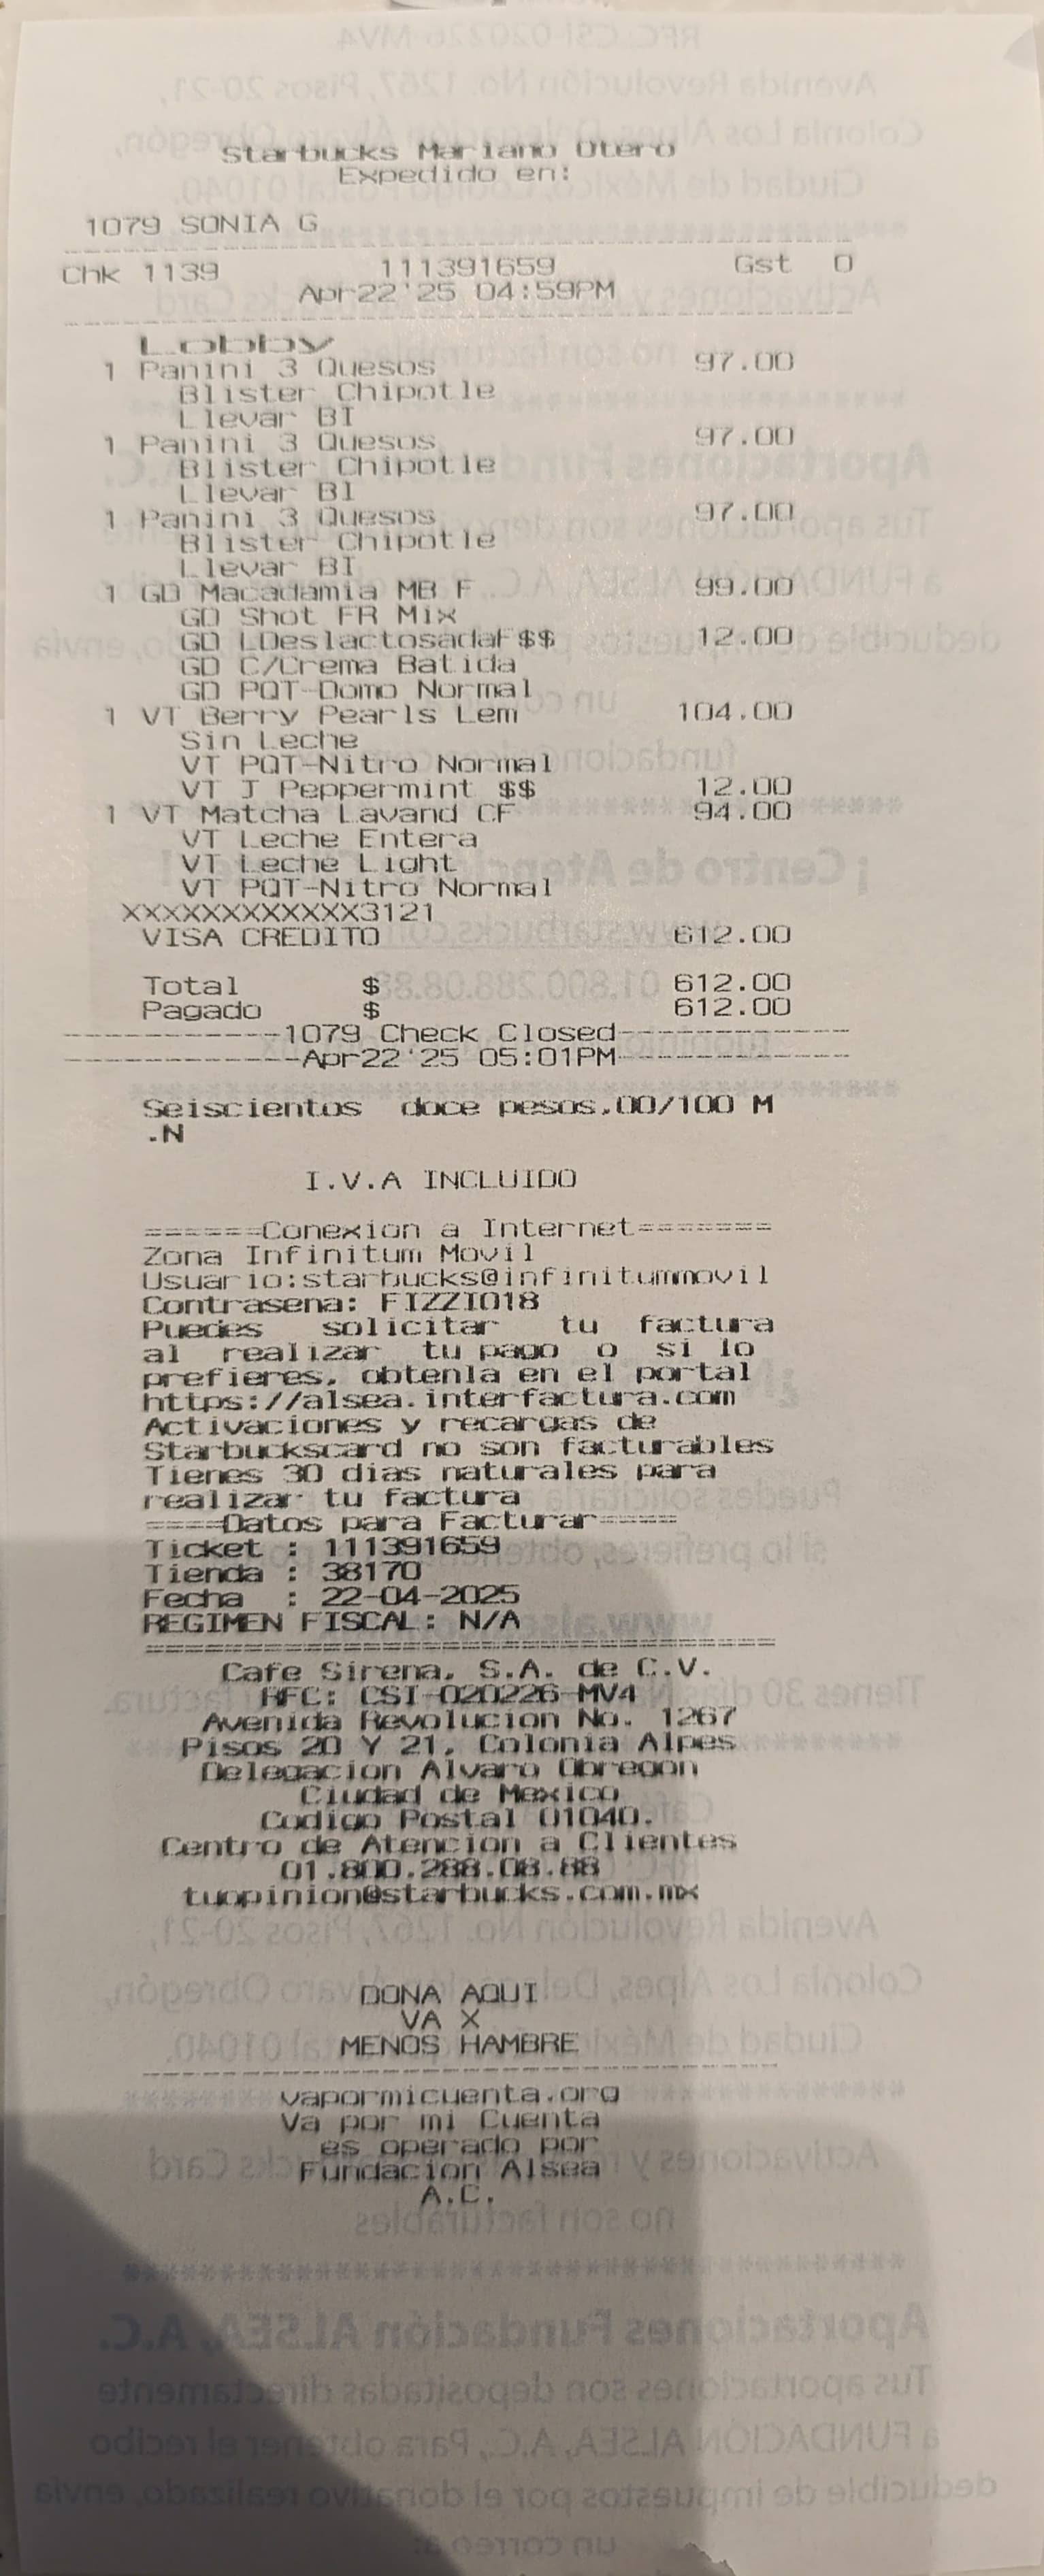 Starbucks Mariano Otero
Expedido en:
1079 SONIA G
Chk 1139 111391659 Gst 0
Apr22'25 04:59PM
Lobby
1 Panini 3 Quesos 97.00
Blister Chipotle
Llevar BI
1 Panini 3 Quesos 97.00
Blister Chipotle
Llevar BI
1 Panini 3 Quesos 97.00
Blister Chipotle
Llevar BI
1 GD Macadamia MB F 99.00
GD Shot FR Mix
GD LDeslactosadaF$$ 12.00
GD C/Crema Batida
GD PQT-Domo Normal
1 VT Berry Pearls Lem 104.00
Sin Leche
VT PQT-Nitro Normal
VT J Peppermint $$ 12.00
1 VT Matcha Lavand CF 94.00
VT Leche Entera
VT Leche Light
VT PQT-Nitro Normal
XXXXXXXXXXXX3121
VISA CREDITO 612.00
Total $ 612.00
Pagado $ 612.00
-----------1079 Check Closed------------
------------Apr22'25 05:01PM------------
Seiscientos doce pesos.00/100 M
.N
I.V.A INCLUIDO
======Conexion a Internet=======
Zona Infinitum Movil
Usuario:starbucks@infinitummovil
Contrasena: FIZZIO18
Puedes solicitar tu factura
al realizar tu pago o si lo
prefieres, obtenla en el portal
https://alsea.interfactura.com
Activaciones y recargas de
Starbuckscard no son facturables
Tienes 30 dias naturales para
realizar tu factura
====Datos para Facturar====
Ticket : 111391659
Tienda : 38170
Fecha : 22-04-2025
REGIMEN FISCAL: N/A
================================
Cafe Sirena, S.A. de C.V.
RFC: CSI-020226-MV4
Avenida Revolucion No. 1267
Pisos 20 Y 21, Colonia Alpes
Delegacion Alvaro Obregon
Ciudad de Mexico
Codigo Postal 01040.
Centro de Atencion a Clientes
01.800.288.08.88
tuopinion@starbucks.com.mx
DONA AQUI
VA X
MENOS HAMBRE
--------------------------------
vapormicuenta.org
Va por mi Cuenta
es operado por
Fundacion Alsea
A.C.